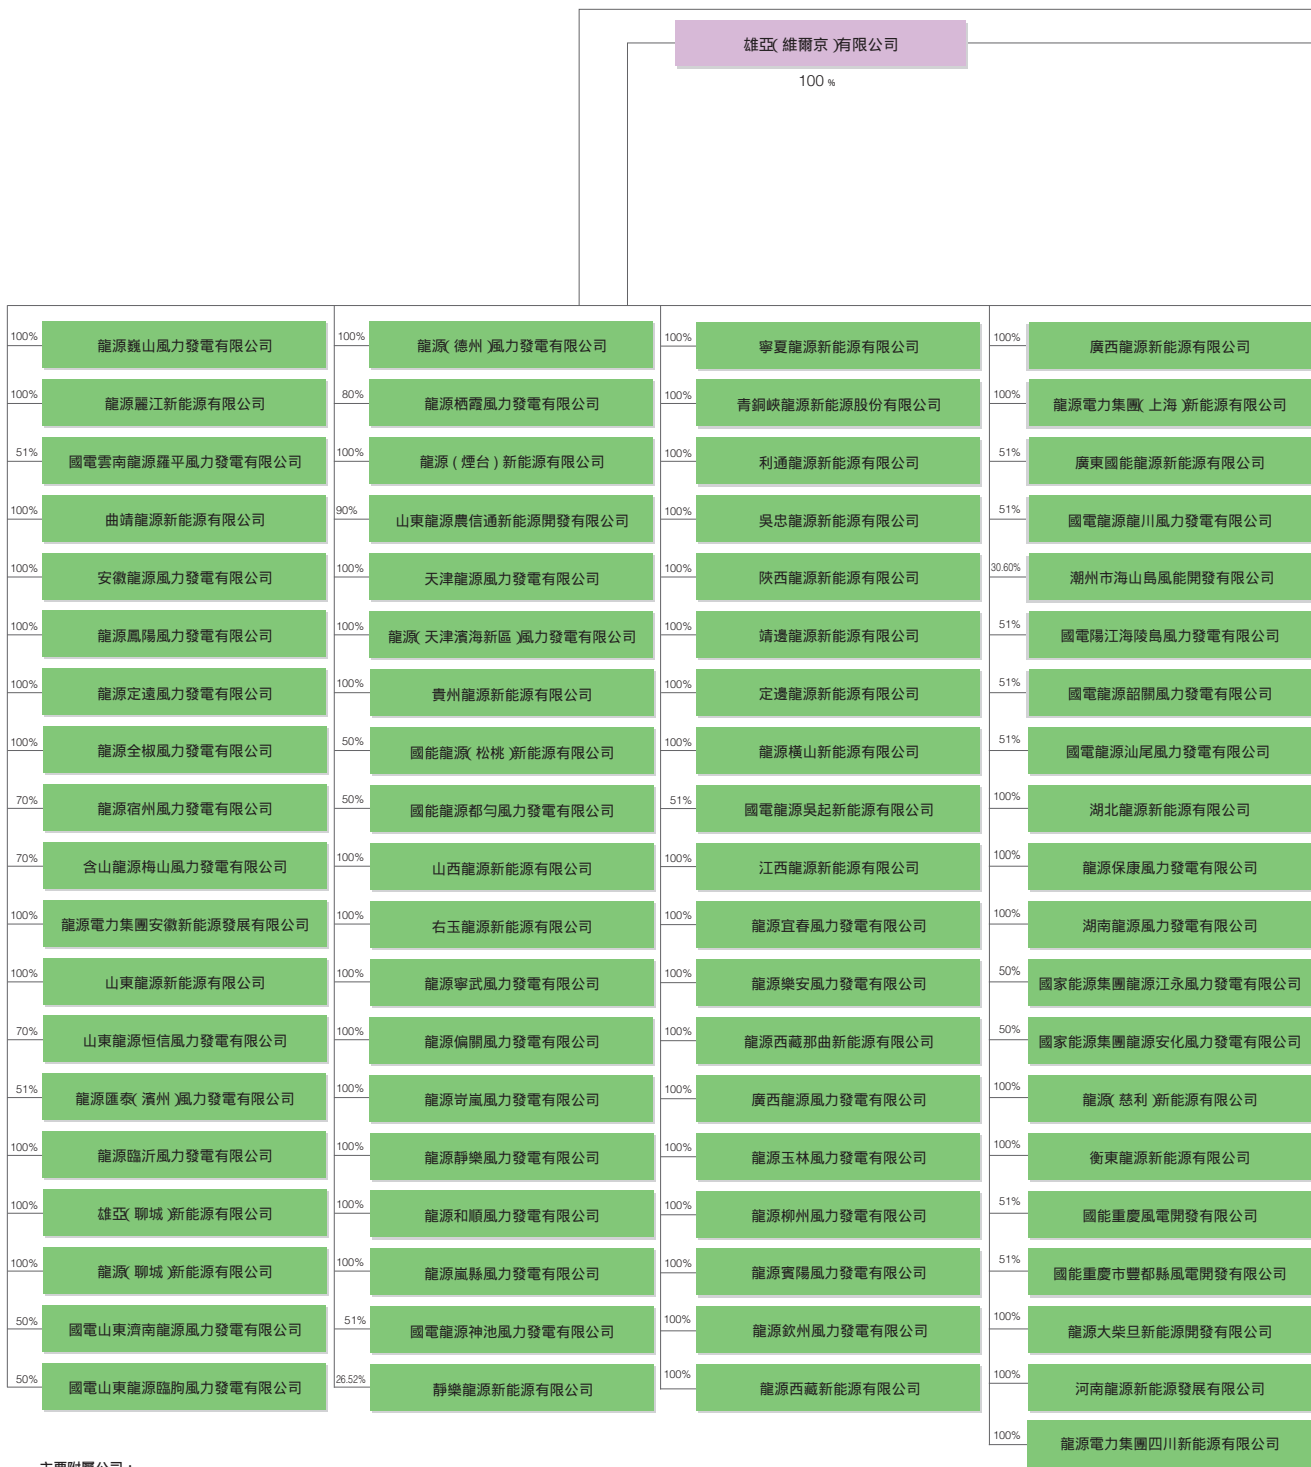 雄亞(維爾京)有限公司
100 %
100% 龍源巍山風力發電有限公司
100% 龍源麗江新能源有限公司
51% 國電雲南龍源羅平風力發電有限公司
100% 曲靖龍源新能源有限公司
100% 安徽龍源風力發電有限公司
100% 龍源鳳陽風力發電有限公司
100% 龍源定遠風力發電有限公司
100% 龍源全椒風力發電有限公司
70% 龍源宿州風力發電有限公司
70% 含山龍源梅山風力發電有限公司
100% 龍源電力集團安徽新能源發展有限公司
100% 山東龍源新能源有限公司
70% 山東龍源恒信風力發電有限公司
51% 龍源匯泰(濱州)風力發電有限公司
100% 龍源臨沂風力發電有限公司
100% 雄亞(聊城)新能源有限公司
100% 龍源(聊城)新能源有限公司
50% 國電山東濟南龍源風力發電有限公司
50% 國電山東龍源臨朐風力發電有限公司
100% 龍源(德州)風力發電有限公司
80% 龍源栖霞風力發電有限公司
100% 龍源(煙台)新能源有限公司
90% 山東龍源農信通新能源開發有限公司
100% 天津龍源風力發電有限公司
100% 龍源(天津濱海新區)風力發電有限公司
100% 貴州龍源新能源有限公司
50% 國能龍源(松桃)新能源有限公司
50% 國能龍源都勻風力發電有限公司
100% 山西龍源新能源有限公司
100% 右玉龍源新能源有限公司
100% 龍源寧武風力發電有限公司
100% 龍源偏關風力發電有限公司
100% 龍源岢嵐風力發電有限公司
100% 龍源靜樂風力發電有限公司
100% 龍源和順風力發電有限公司
100% 龍源嵐縣風力發電有限公司
51% 國電龍源神池風力發電有限公司
26.52% 靜樂龍源新能源有限公司
100% 寧夏龍源新能源有限公司
100% 青銅峽龍源新能源股份有限公司
100% 利通龍源新能源有限公司
100% 吳忠龍源新能源有限公司
100% 陝西龍源新能源有限公司
100% 靖邊龍源新能源有限公司
100% 定邊龍源新能源有限公司
100% 龍源橫山新能源有限公司
51% 國電龍源吳起新能源有限公司
100% 江西龍源新能源有限公司
100% 龍源宜春風力發電有限公司
100% 龍源樂安風力發電有限公司
100% 龍源西藏那曲新能源有限公司
100% 廣西龍源風力發電有限公司
100% 龍源玉林風力發電有限公司
100% 龍源柳州風力發電有限公司
100% 龍源賓陽風力發電有限公司
100% 龍源欽州風力發電有限公司
100% 龍源西藏新能源有限公司
100% 廣西龍源新能源有限公司
100% 龍源電力集團(上海)新能源有限公司
51% 廣東國能龍源新能源有限公司
51% 國電龍源龍川風力發電有限公司
30.60% 潮州市海山島風能開發有限公司
51% 國電陽江海陵島風力發電有限公司
51% 國電龍源韶關風力發電有限公司
51% 國電龍源汕尾風力發電有限公司
100% 湖北龍源新能源有限公司
100% 龍源保康風力發電有限公司
100% 湖南龍源風力發電有限公司
50% 國家能源集團龍源江永風力發電有限公司
50% 國家能源集團龍源安化風力發電有限公司
100% 龍源(慈利)新能源有限公司
100% 衡東龍源新能源有限公司
51% 國能重慶風電開發有限公司
51% 國能重慶市豐都縣風電開發有限公司
100% 龍源大柴旦新能源開發有限公司
100% 河南龍源新能源發展有限公司
100% 龍源電力集團四川新能源有限公司
主要附屬公司：